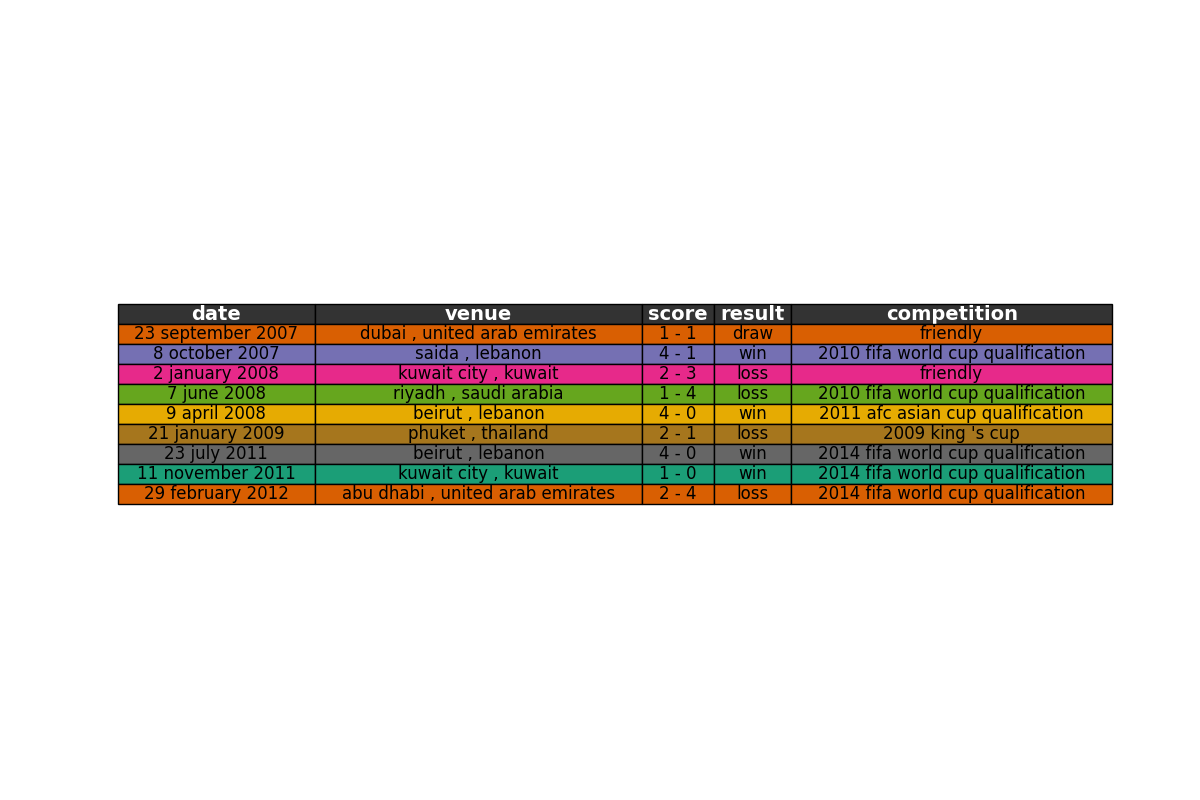 date venue score result competition
23 september 2007 dubai , united arab emirates 1 - 1 draw friendly
8 october 2007 saida , lebanon 4 - 1 win 2010 fifa world cup qualification
2 january 2008 kuwait city , kuwait 2 - 3 loss friendly
7 june 2008 riyadh , saudi arabia 1 - 4 loss 2010 fifa world cup qualification
9 april 2008 beirut , lebanon 4 - 0 win 2011 afc asian cup qualification
21 january 2009 phuket , thailand 2 - 1 loss 2009 king 's cup
23 july 2011 beirut , lebanon 4 - 0 win 2014 fifa world cup qualification
11 november 2011 kuwait city , kuwait 1 - 0 win 2014 fifa world cup qualification
29 february 2012 abu dhabi , united arab emirates 2 - 4 loss 2014 fifa world cup qualification